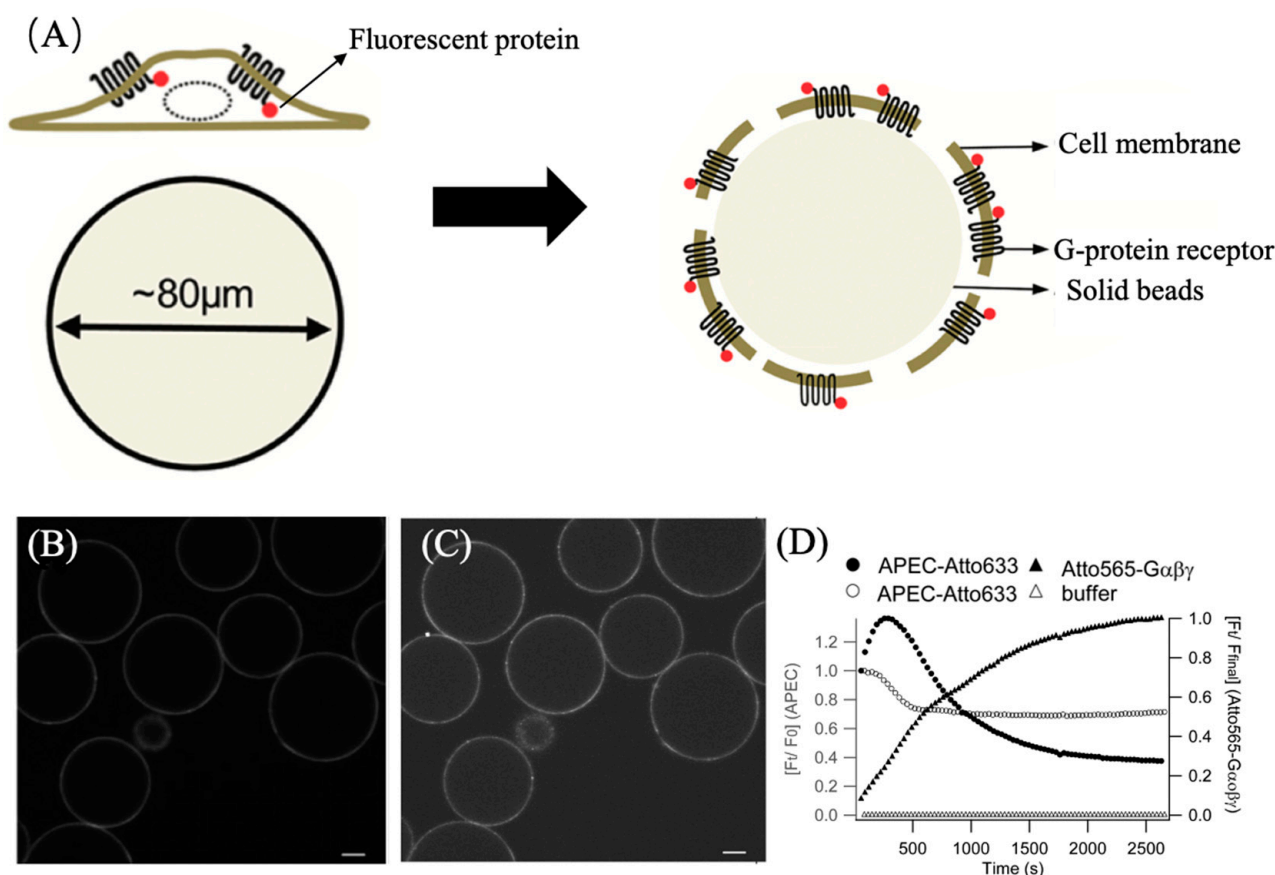 (A)
Fluorescent protein
~80μm
Cell membrane
G-protein receptor
Solid beads
(B)
(C)
(D)
● APEC-Atto633 ▲ Atto565-Gαβγ
○ APEC-Atto633 △ buffer
[Ft/ F0] (APEC)
1.2
1.0
0.8
0.6
0.4
0.2
0.0
[Ft/ Ffinal] (Atto565-Gαβγ)
1.0
0.8
0.6
0.4
0.2
0.0
500 1000 1500 2000 2500
Time (s)